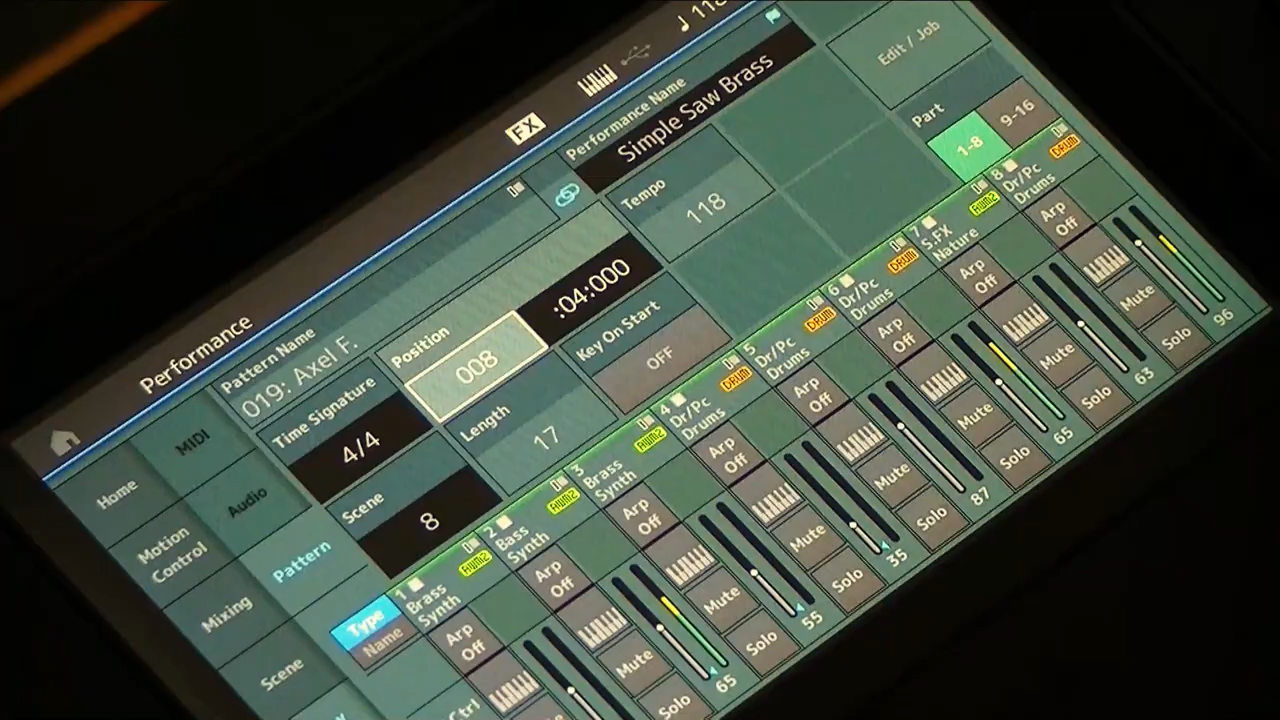 Performance
FX
♩ 118
Home
Motion
Control
Mixing
Scene
MIDI
Audio
Pattern
Pattern Name
019: Axel F.
Performance Name
Simple Saw Brass
Time Signature
4/4
Position
008
:04:000
Tempo
118
Scene
8
Length
17
Key On Start
OFF
Edit / Job
Part
1-8
9-16
Type
Name
1
Brass
Synth
AWM2
Arp
Off
Ctrl
2
Bass
Synth
AWM2
Arp
Off
Mute
Solo
65
3
Brass
Synth
AWM2
Arp
Off
Mute
Solo
55
4
Dr/Pc
Drums
DRUM
Arp
Off
Mute
Solo
35
5
Dr/Pc
Drums
DRUM
Arp
Off
Mute
Solo
87
6
Dr/Pc
Drums
DRUM
Arp
Off
Mute
Solo
65
7
S.FX
Nature
AWM2
Arp
Off
Mute
Solo
63
8
Dr/Pc
Drums
DRUM
Arp
Off
Mute
Solo
96